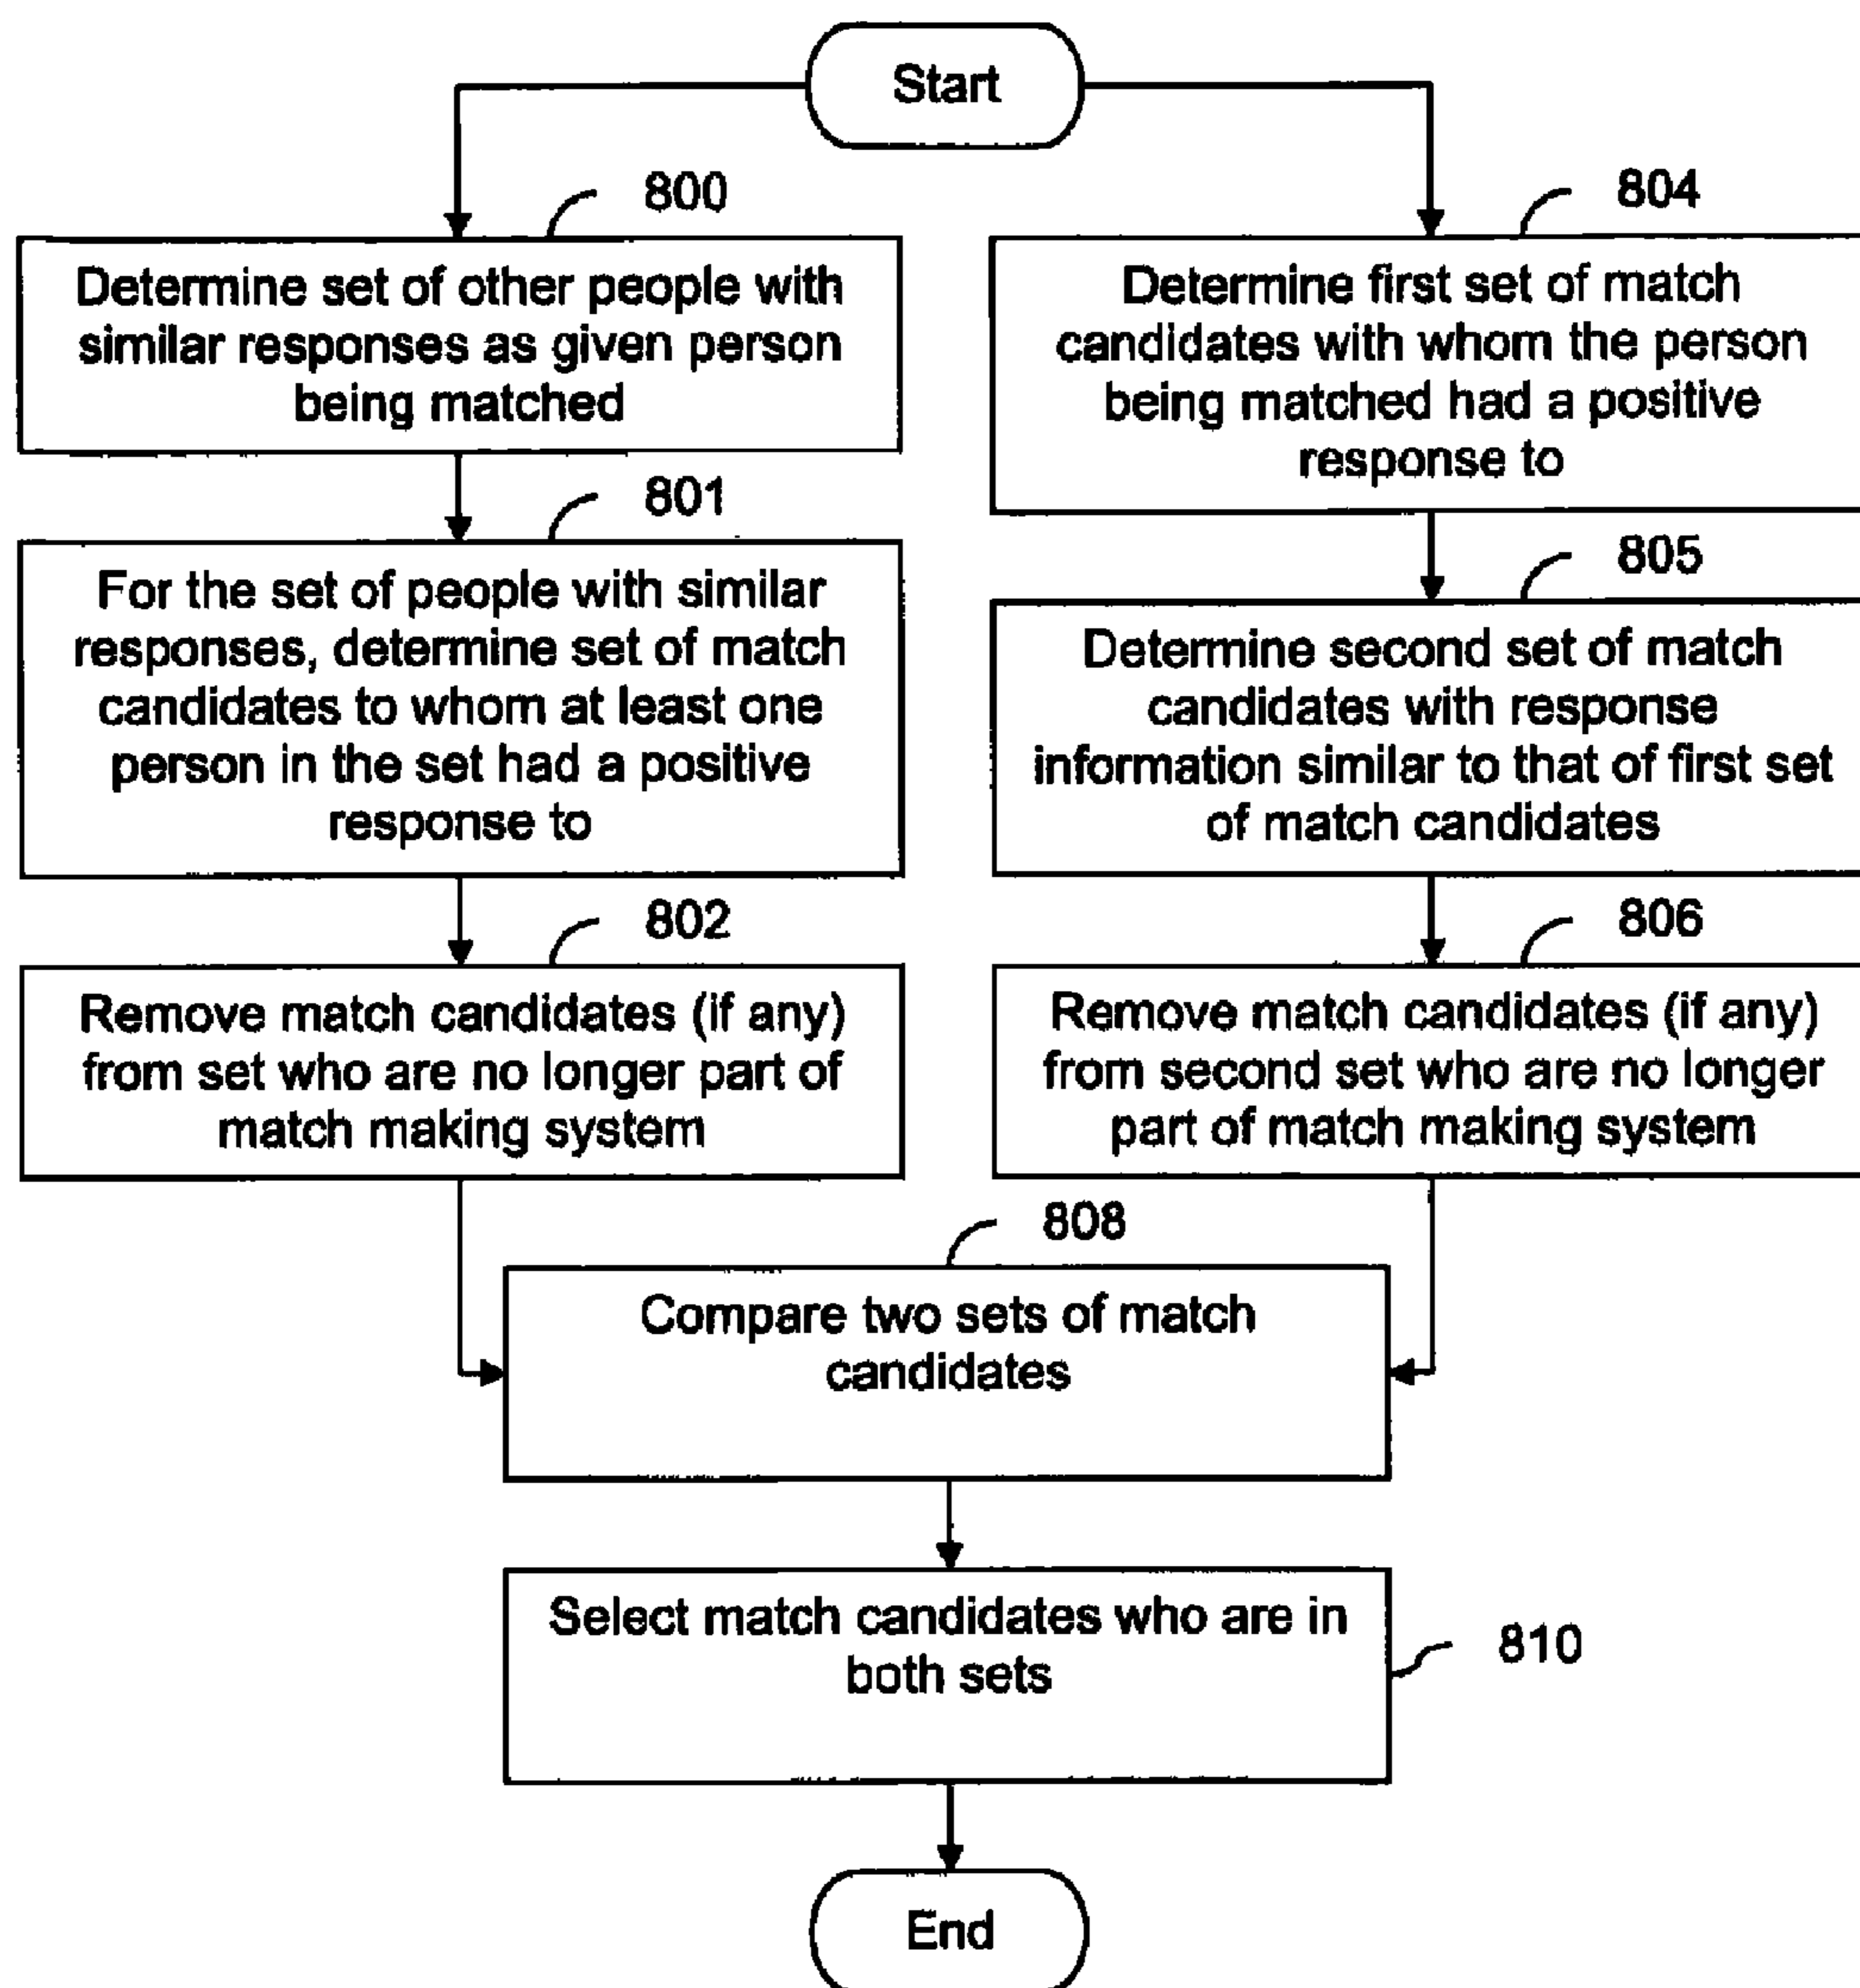 Start
800
Determine set of other people with
similar responses as given person
being matched
801
For the set of people with similar
responses, determine set of match
candidates to whom at least one
person in the set had a positive
response to
802
Remove match candidates (if any)
from set who are no longer part of
match making system
804
Determine first set of match
candidates with whom the person
being matched had a positive
response to
805
Determine second set of match
candidates with response
information similar to that of first set
of match candidates
806
Remove match candidates (if any)
from second set who are no longer
part of match making system
808
Compare two sets of match
candidates
Select match candidates who are in
both sets
810
End